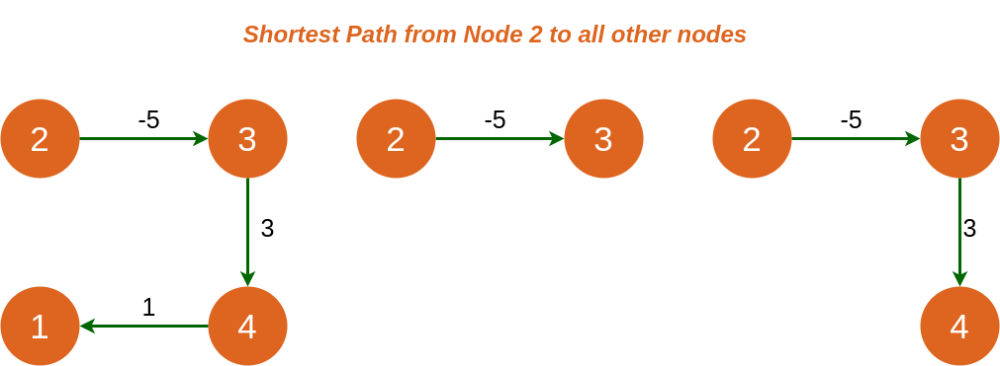 Shortest Path from Node 2 to all other nodes
2 -5 3 2 -5 3 2 -5 3
3 3
1 1 4 4